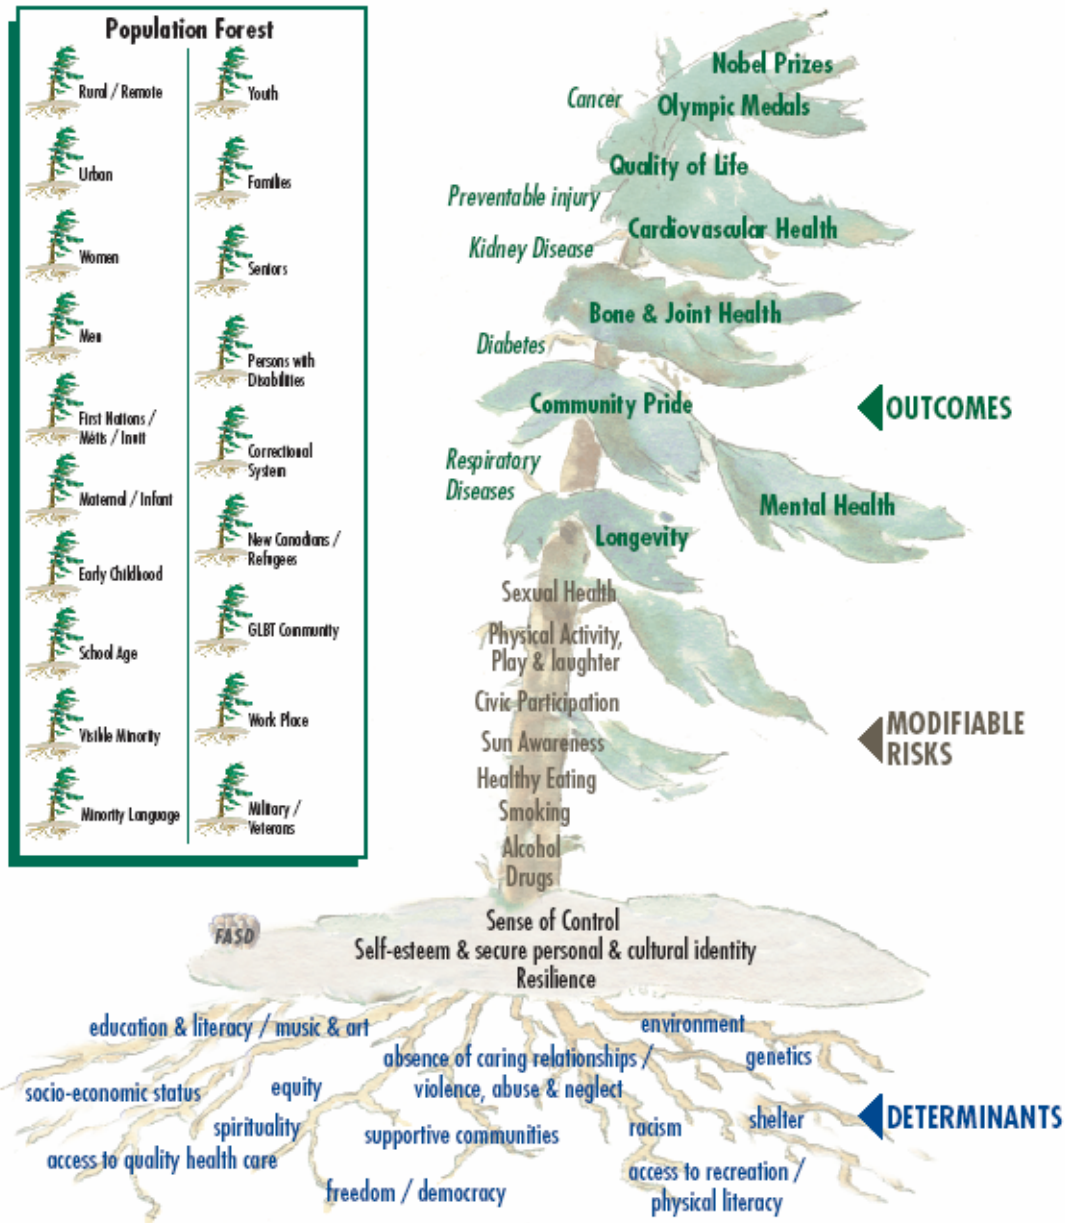 Population Forest
Rural / Remote
Urban
Women
Men
First Nations /
Métis / Inuit
Maternal / Infant
Early Childhood
School Age
Visible Minority
Minority Language
Youth
Families
Seniors
Persons with
Disabilities
Correctional
System
New Canadians /
Refugees
GLBT Community
Work Place
Military /
Veterans
Nobel Prizes
Cancer
Olympic Medals
Quality of Life
Preventable injury
Cardiovascular Health
Kidney Disease
Bone & Joint Health
Diabetes
Community Pride
OUTCOMES
Respiratory
Diseases
Mental Health
Longevity
Sexual Health
Physical Activity,
Play & laughter
Civic Participation
MODIFIABLE
RISKS
Sun Awareness
Healthy Eating
Smoking
Alcohol
Drugs
FASD
Sense of Control
Self-esteem & secure personal & cultural identity
Resilience
education & literacy / music & art
environment
absence of caring relationships /
violence, abuse & neglect
genetics
socio-economic status
equity
spirituality
supportive communities
racism
shelter
DETERMINANTS
access to quality health care
freedom / democracy
access to recreation /
physical literacy